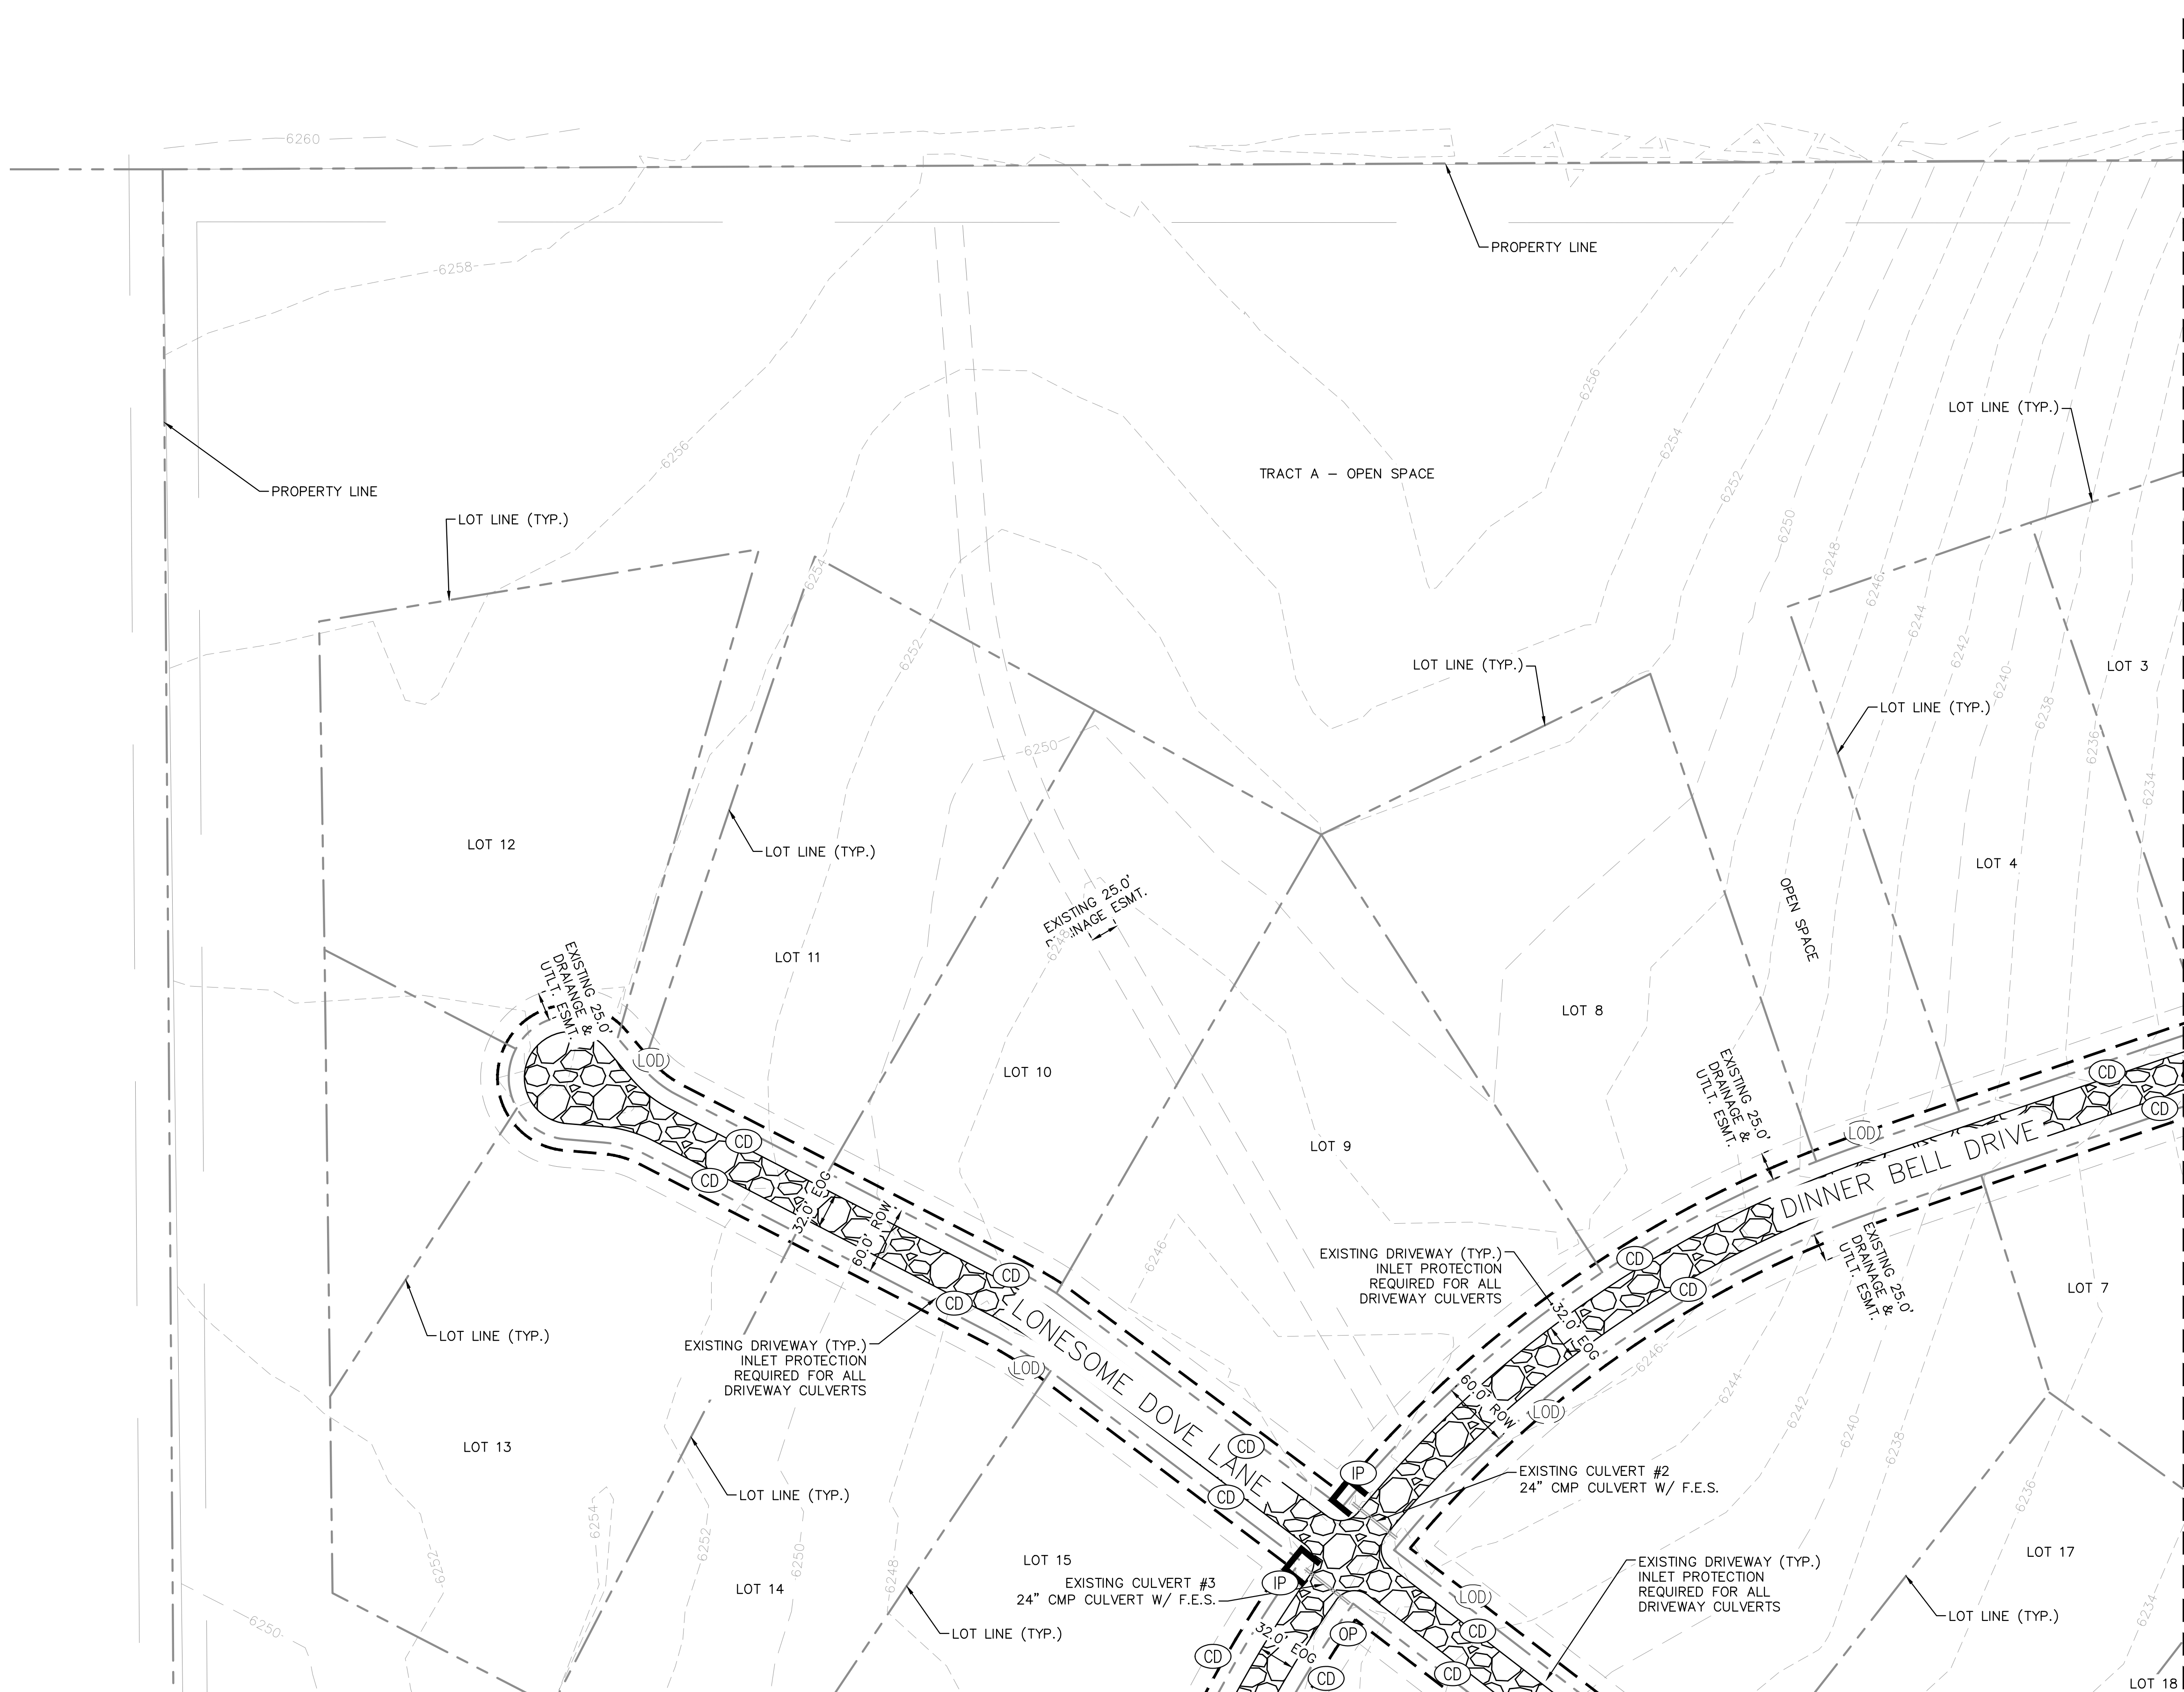 6260
PROPERTY LINE
6258
6256
LOT LINE (TYP.)
6256
6254
TRACT A – OPEN SPACE
6252
PROPERTY LINE
LOT LINE (TYP.)
6250
6248
6246
6244
6242
6240
6238
6236
6234
6254
6252
LOT LINE (TYP.)
LOT 3
LOT LINE (TYP.)
6250
LOT 12
LOT LINE (TYP.)
LOT 4
EXISTING 25.0'
INAGE ESMT.
6248
OPEN SPACE
LOT 11
EXISTING 25.0'
DRAIANGE &
UTLT. ESMT.
LOD
LOT 8
LOT 10
CD
CD
EXISTING 25.0'
DRAINAGE &
UTLT. ESMT.
LOD
DINNER BELL DRIVE
CD
CD
LOT 9
32.0' EOG
60.0' ROW
6246
EXISTING DRIVEWAY (TYP.)
INLET PROTECTION
REQUIRED FOR ALL
DRIVEWAY CULVERTS
CD
CD
EXISTING 25.0'
DRAINAGE &
UTLT. ESMT.
LOT 7
CD
CD
LONESOME DOVE LANE
32.0' EOG
LOT LINE (TYP.)
EXISTING DRIVEWAY (TYP.)
INLET PROTECTION
REQUIRED FOR ALL
DRIVEWAY CULVERTS
LOD
6246
6244
6242
6240
6238
6236
6234
60.0' ROW
LOD
LOT 13
CD
IP
EXISTING CULVERT #2
24" CMP CULVERT W/ F.E.S.
LOT LINE (TYP.)
CD
6254
6252
6252
6250
6248
LOT 15
LOT 17
EXISTING CULVERT #3
24" CMP CULVERT W/ F.E.S.
IP
EXISTING DRIVEWAY (TYP.)
INLET PROTECTION
REQUIRED FOR ALL
DRIVEWAY CULVERTS
LOT 14
LOD
LOT LINE (TYP.)
6250
LOT LINE (TYP.)
32.0' EOG
OP
CD
CD
CD
CD
LOT 18